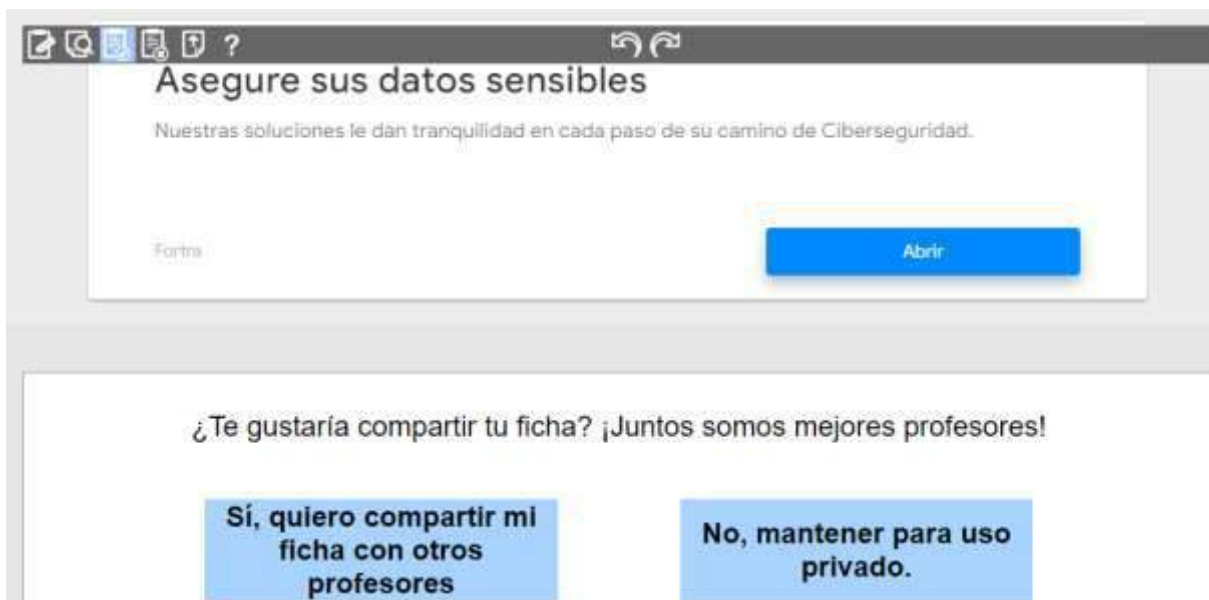 ?
Asegure sus datos sensibles
Nuestras soluciones le dan tranquilidad en cada paso de su camino de Ciberseguridad.
Fortra
Abrir
¿Te gustaría compartir tu ficha? ¡Juntos somos mejores profesores!
Sí, quiero compartir mi
ficha con otros
profesores
No, mantener para uso
privado.